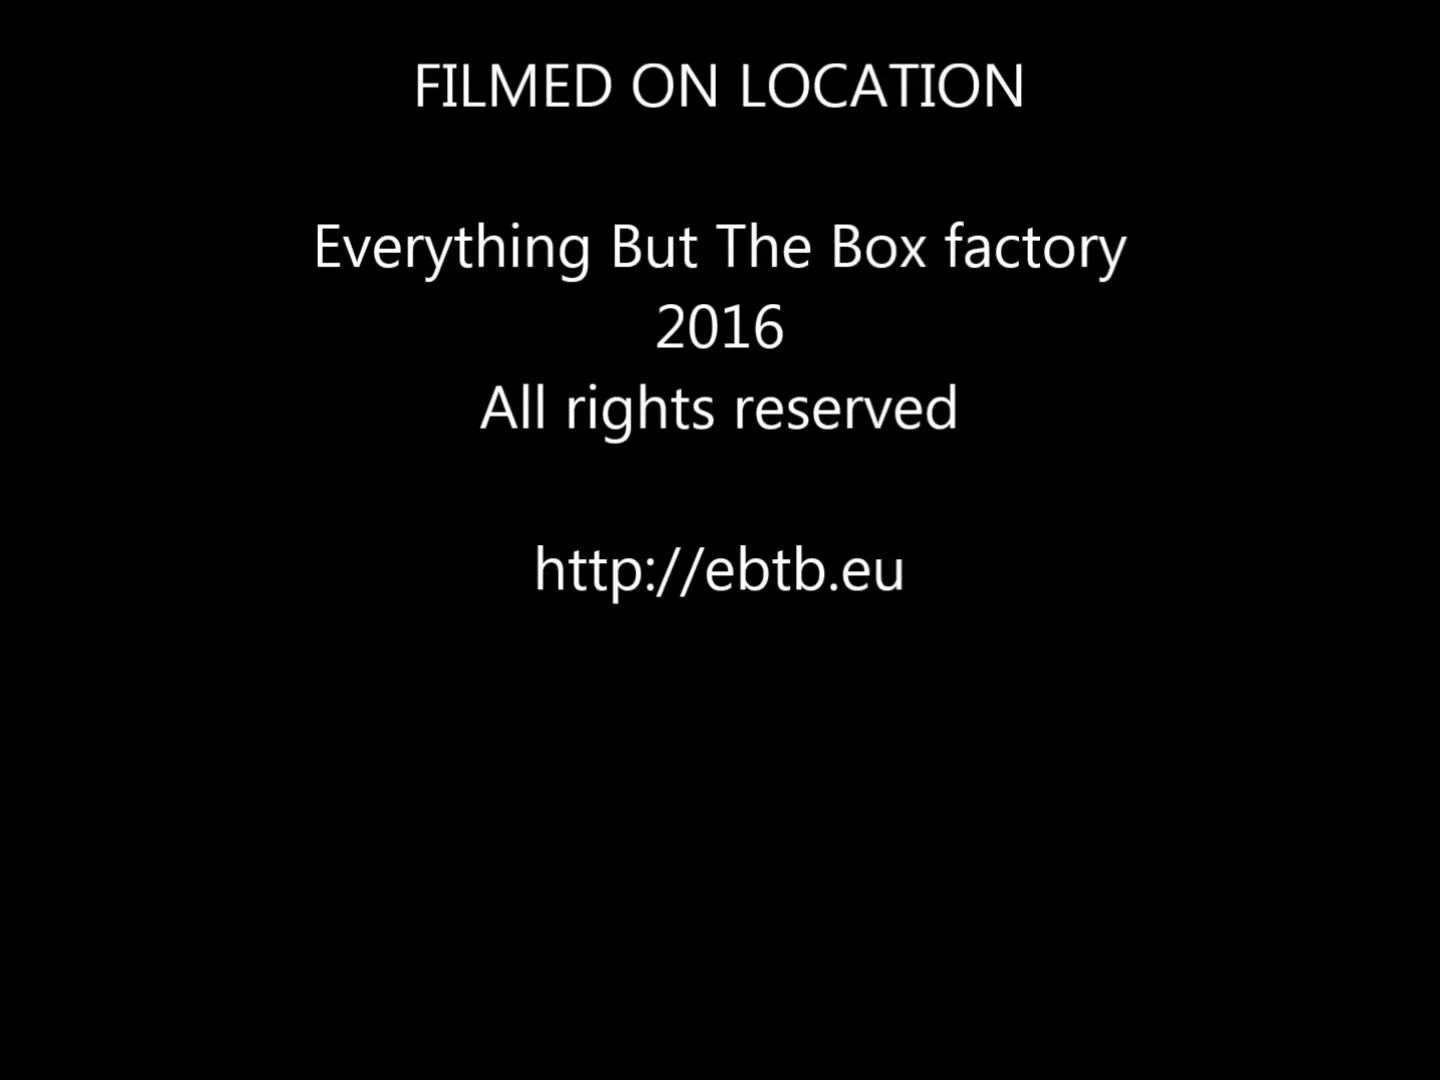 FILMED ON LOCATION
Everything But The Box factory
2016
All rights reserved
http://ebtb.eu